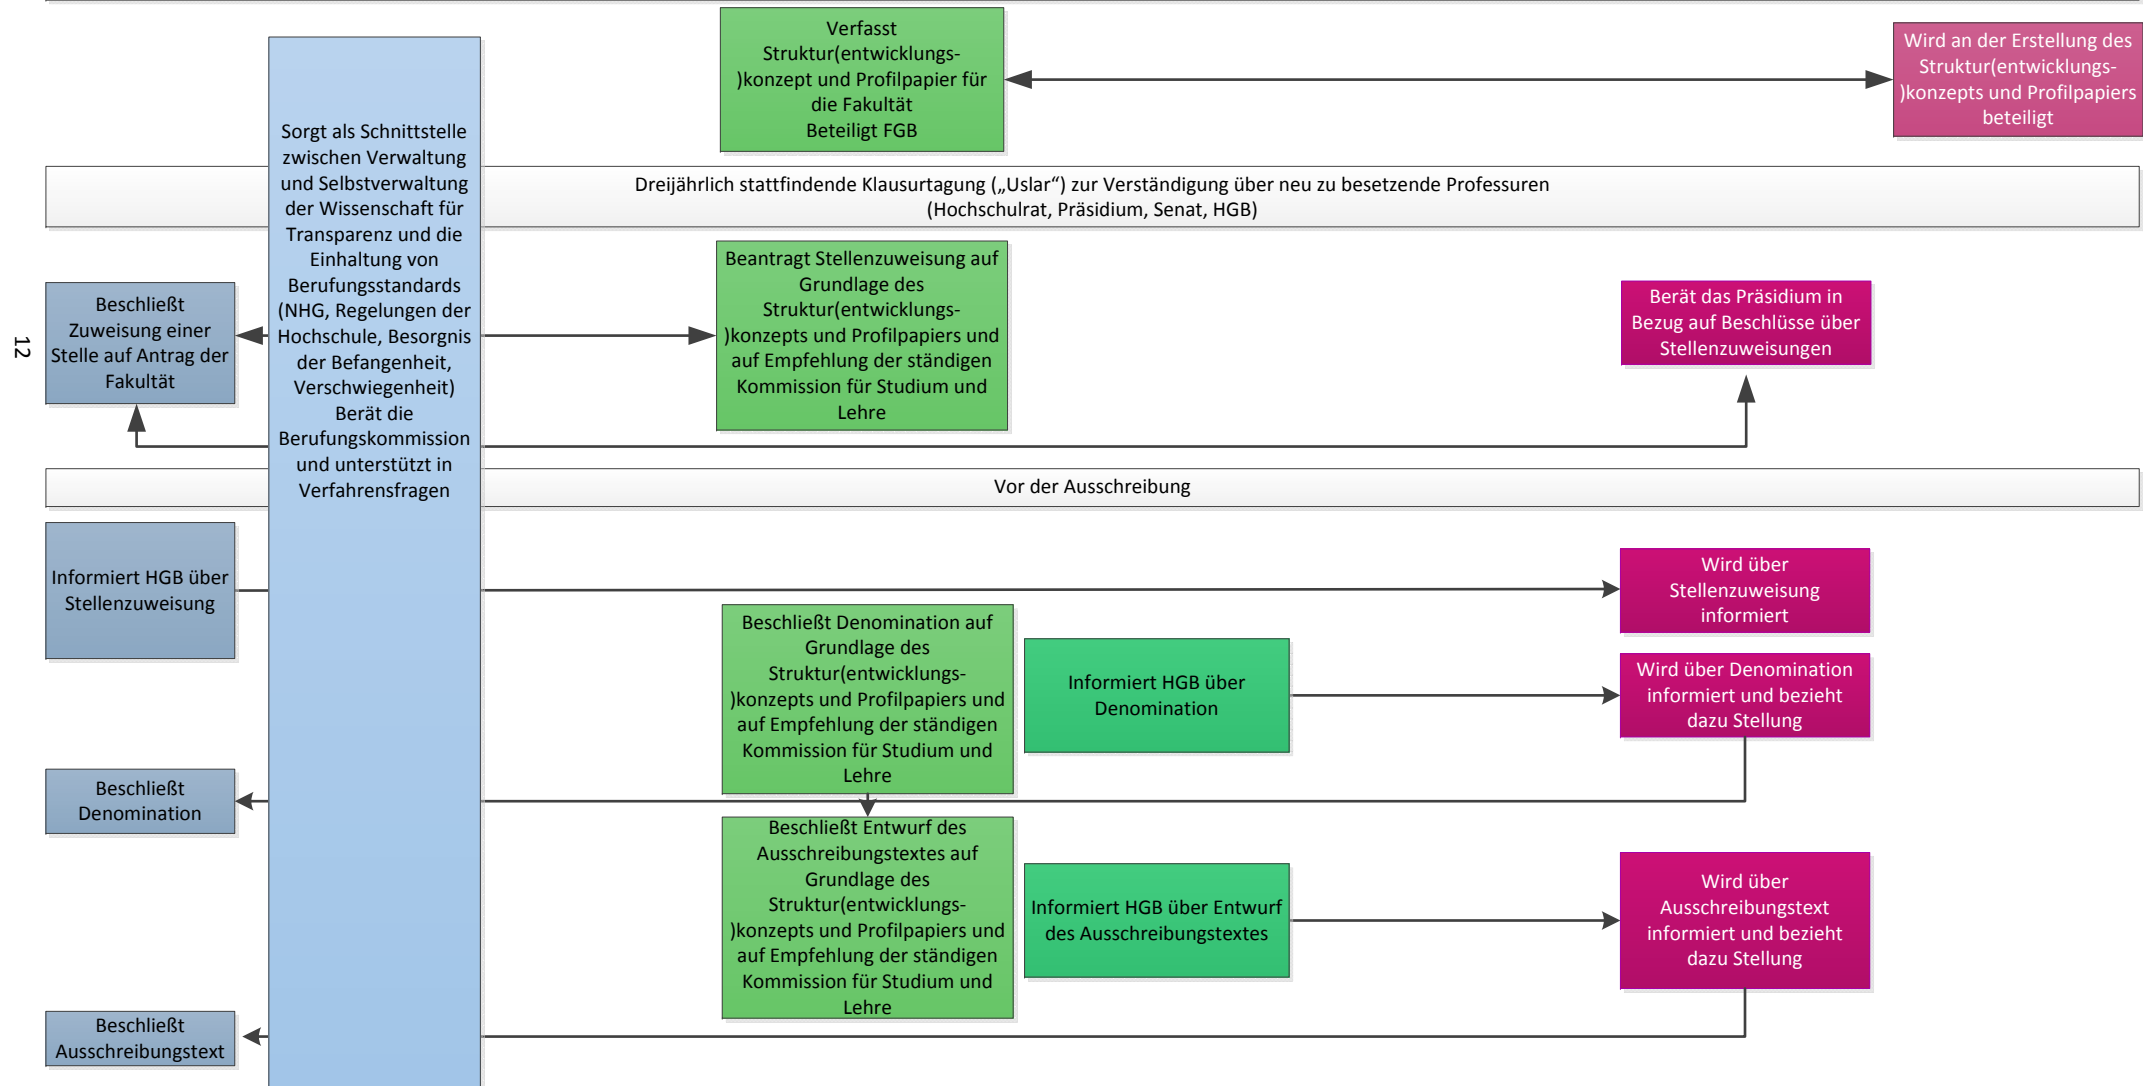 Verfasst
Struktur(entwicklungs-
)konzept und Profilpapier für
die Fakultät
Beteiligt FGB
Wird an der Erstellung des
Struktur(entwicklungs-
)konzepts und Profilpapiers
beteiligt
Sorgt als Schnittstelle
zwischen Verwaltung
und Selbstverwaltung
der Wissenschaft für
Transparenz und die
Einhaltung von
Berufungsstandards
(NHG, Regelungen der
Hochschule, Besorgnis
der Befangenheit,
Verschwiegenheit)
Berät die
Berufungskommission
und unterstützt in
Verfahrensfragen
Dreijährlich stattfindende Klausurtagung („Uslar“) zur Verständigung über neu zu besetzende Professuren
(Hochschulrat, Präsidium, Senat, HGB)
Beschließt
Zuweisung einer
Stelle auf Antrag der
Fakultät
Beantragt Stellenzuweisung auf
Grundlage des
Struktur(entwicklungs-
)konzepts und Profilpapiers und
auf Empfehlung der ständigen
Kommission für Studium und
Lehre
Berät das Präsidium in
Bezug auf Beschlüsse über
Stellenzuweisungen
12
Vor der Ausschreibung
Informiert HGB über
Stellenzuweisung
Wird über
Stellenzuweisung
informiert
Beschließt Denomination auf
Grundlage des
Struktur(entwicklungs-
)konzepts und Profilpapiers und
auf Empfehlung der ständigen
Kommission für Studium und
Lehre
Informiert HGB über
Denomination
Wird über Denomination
informiert und bezieht
dazu Stellung
Beschließt
Denomination
Beschließt Entwurf des
Ausschreibungstextes auf
Grundlage des
Struktur(entwicklungs-
)konzepts und Profilpapiers und
auf Empfehlung der ständigen
Kommission für Studium und
Lehre
Informiert HGB über Entwurf
des Ausschreibungstextes
Wird über
Ausschreibungstext
informiert und bezieht
dazu Stellung
Beschließt
Ausschreibungstext